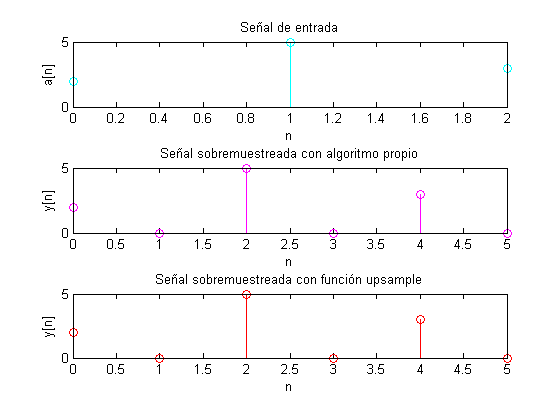 Señal de entrada
5
a[n]
0
0 0.2 0.4 0.6 0.8 1 1.2 1.4 1.6 1.8 2
n
Señal sobremuestreada con algoritmo propio
5
y[n]
0
0 0.5 1 1.5 2 2.5 3 3.5 4 4.5 5
n
Señal sobremuestreada con función upsample
5
y[n]
0
0 0.5 1 1.5 2 2.5 3 3.5 4 4.5 5
n